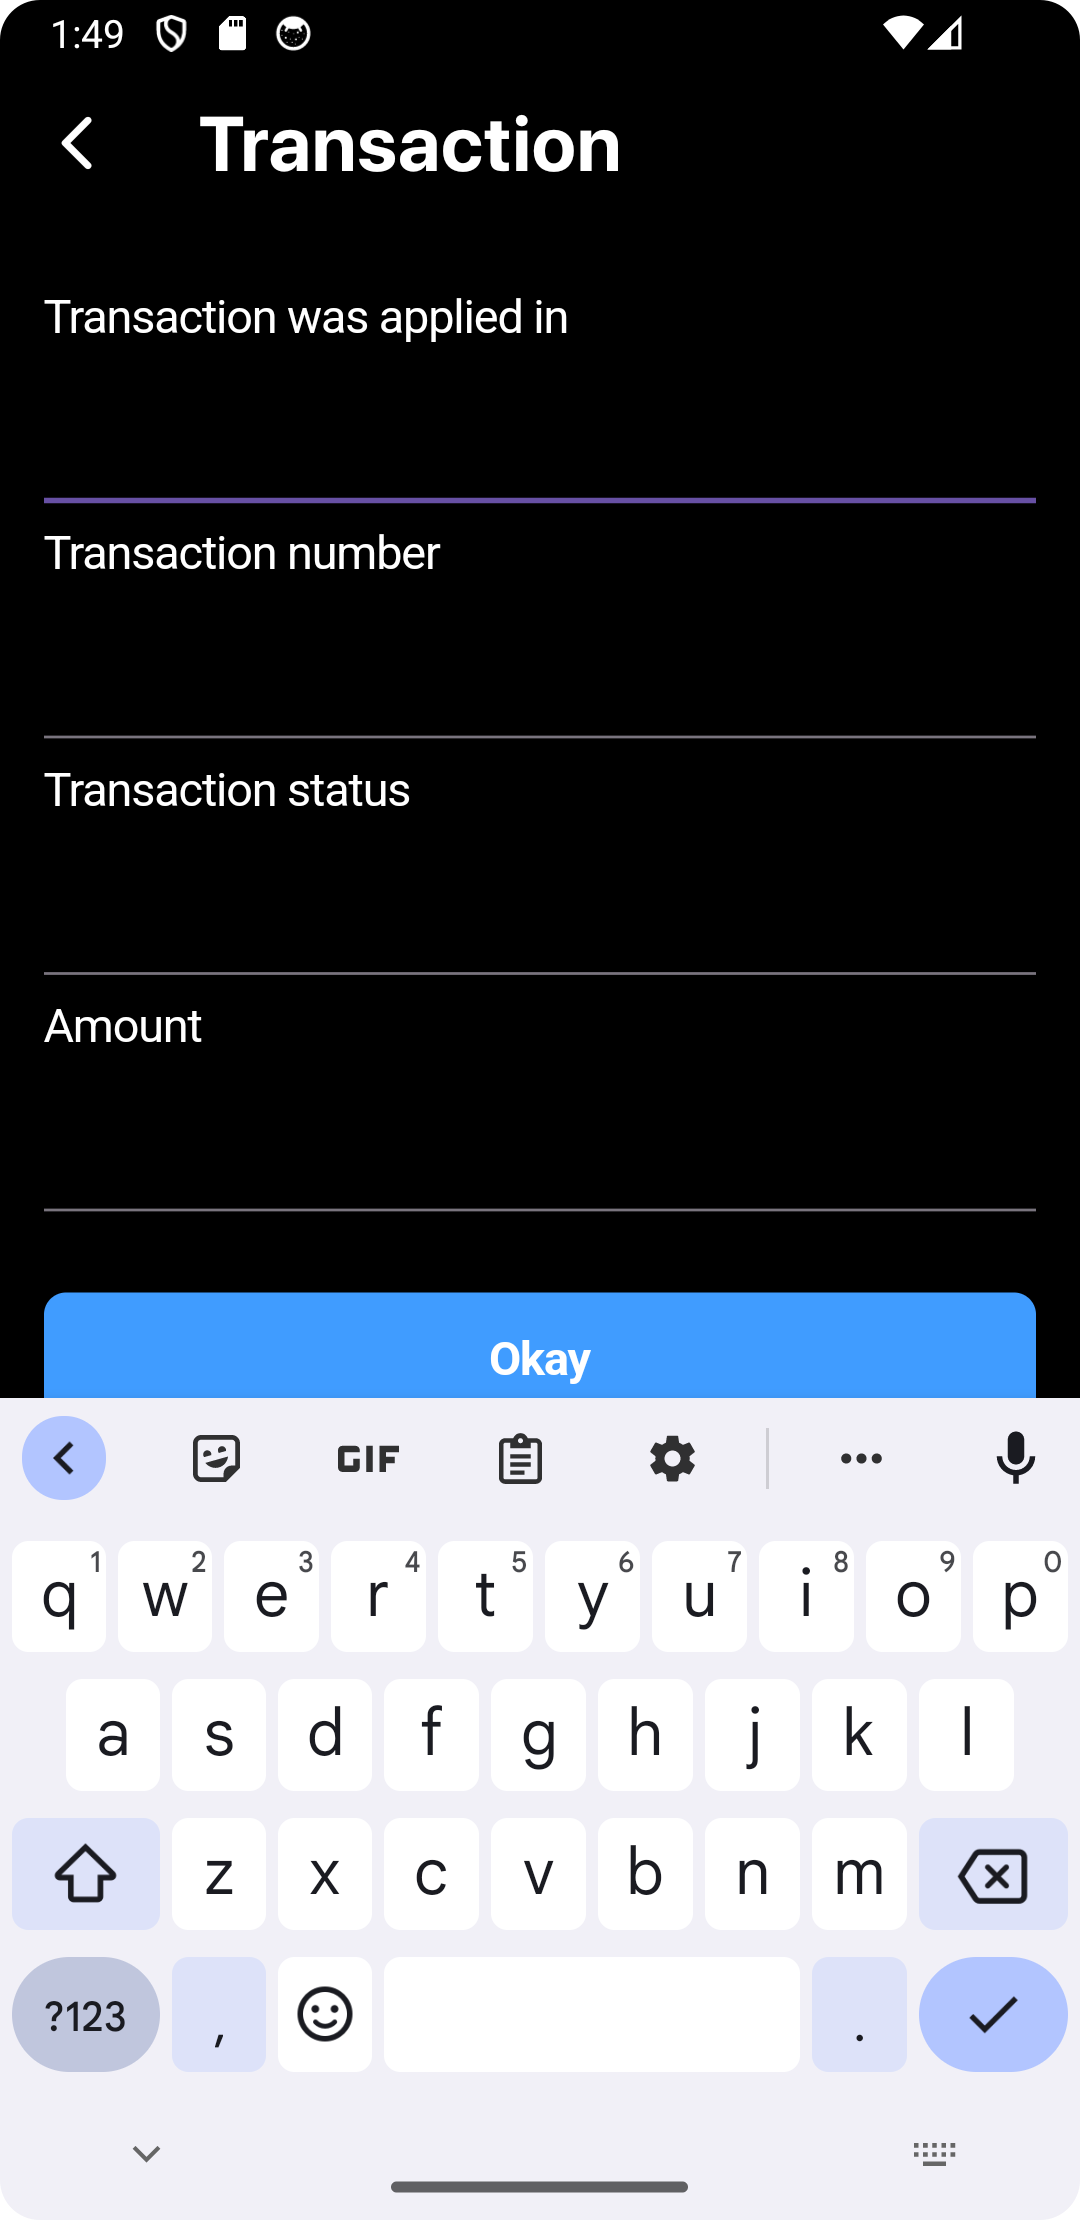 1:49
Transaction
Transaction was applied in
Transaction number
Transaction status
Amount
Okay
GIF
q 1 w 2 e 3 r 4 t 5 y 6 u 7 i 8 o 9 p 0
a s d f g h j k l
z x c v b n m
?123 , .